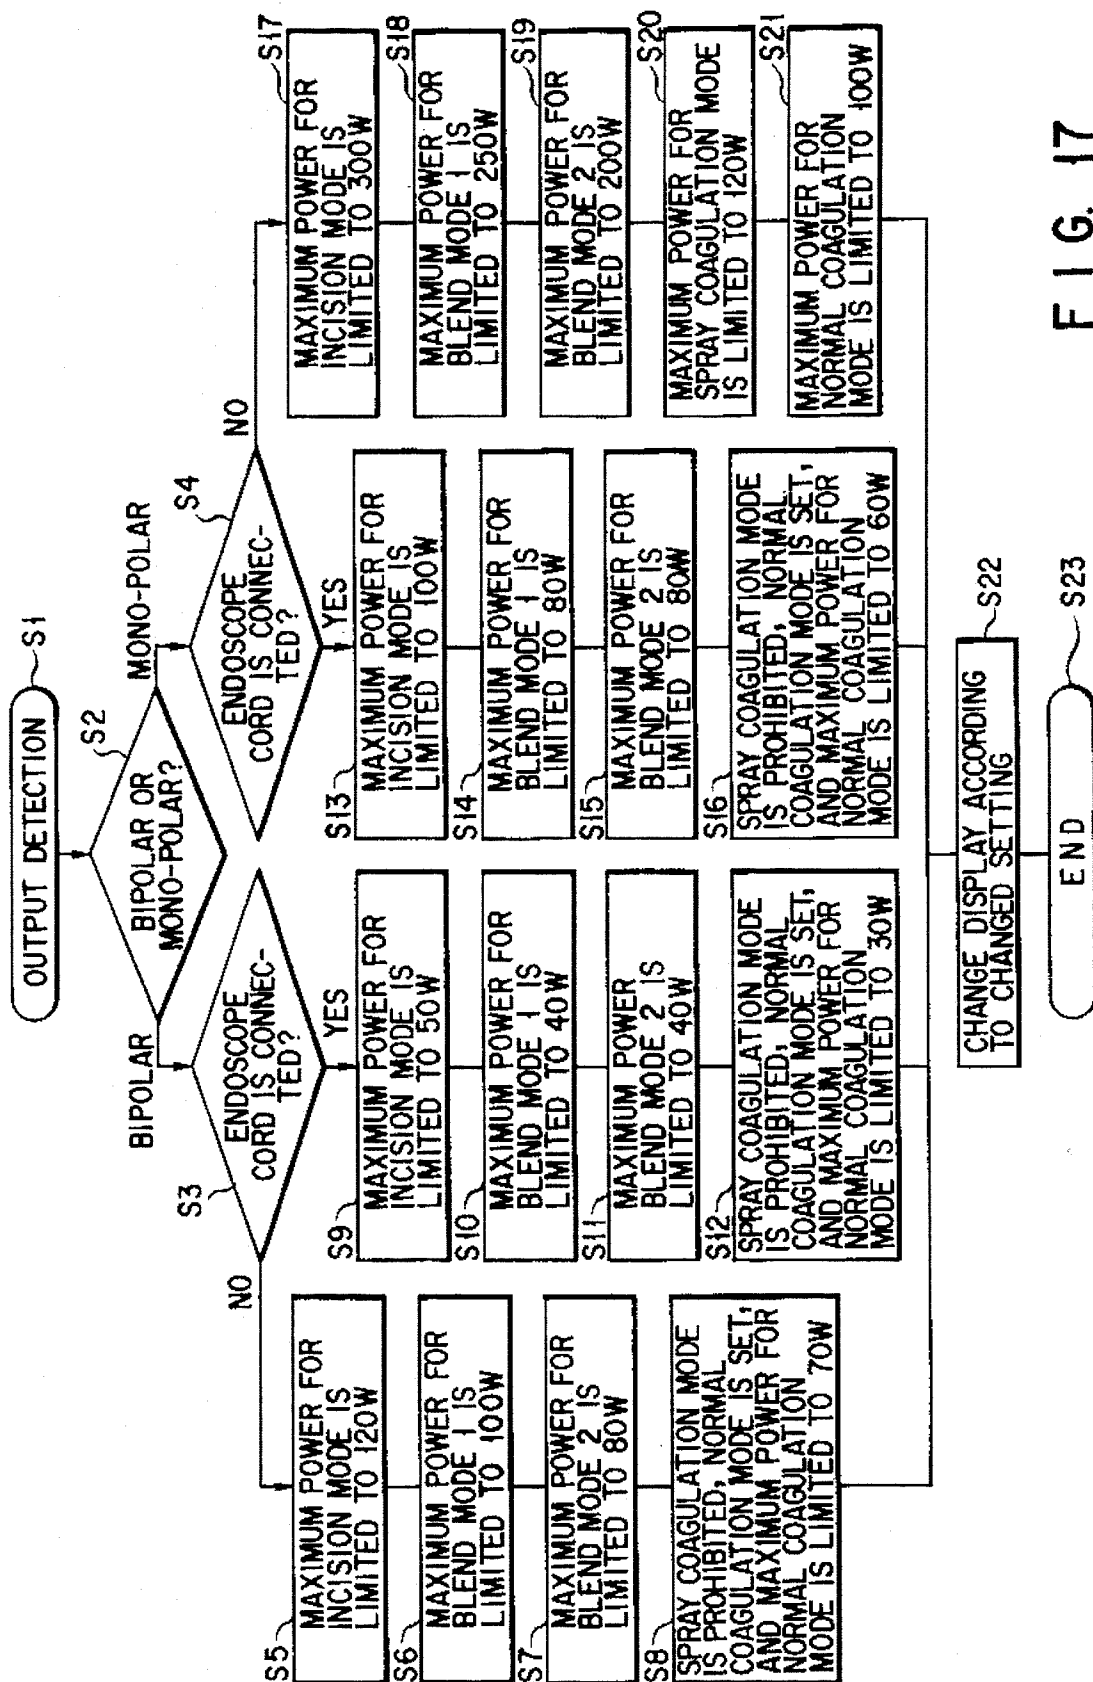 OUTPUT DETECTION
S1
BIPOLAR OR
MONO-POLAR?
S2
BIPOLAR
MONO-POLAR
ENDOSCOPE
CORD IS CONNEC-
TED?
S3
NO
YES
ENDOSCOPE
CORD IS CONNEC-
TED?
S4
YES
NO
S5
MAXIMUM POWER FOR
INCISION MODE IS
LIMITED TO 120W
S6
MAXIMUM POWER FOR
BLEND MODE 1 IS
LIMITED TO 100W
S7
MAXIMUM POWER FOR
BLEND MODE 2 IS
LIMITED TO 80W
S8
SPRAY COAGULATION MODE
IS PROHIBITED, NORMAL
COAGULATION MODE IS SET,
AND MAXIMUM POWER FOR
NORMAL COAGULATION
MODE IS LIMITED TO 70W
S9
MAXIMUM POWER FOR
INCISION MODE IS
LIMITED TO 50W
S10
MAXIMUM POWER FOR
BLEND MODE 1 IS
LIMITED TO 40W
S11
MAXIMUM POWER
BLEND MODE 2 IS
LIMITED TO 40W
S12
SPRAY COAGULATION MODE
IS PROHIBITED, NORMAL
COAGULATION MODE IS SET,
AND MAXIMUM POWER FOR
NORMAL COAGULATION
MODE IS LIMITED TO 30W
S13
MAXIMUM POWER FOR
INCISION MODE IS
LIMITED TO 100W
S14
MAXIMUM POWER FOR
BLEND MODE 1 IS
LIMITED TO 80W
S15
MAXIMUM POWER FOR
BLEND MODE 2 IS
LIMITED TO 80W
S16
SPRAY COAGULATION MODE
IS PROHIBITED, NORMAL
COAGULATION MODE IS SET,
AND MAXIMUM POWER FOR
NORMAL COAGULATION
MODE IS LIMITED TO 60W
S17
MAXIMUM POWER FOR
INCISION MODE IS
LIMITED TO 300W
S18
MAXIMUM POWER FOR
BLEND MODE 1 IS
LIMITED TO 250W
S19
MAXIMUM POWER FOR
BLEND MODE 2 IS
LIMITED TO 200W
S20
MAXIMUM POWER FOR
SPRAY COAGULATION MODE
IS LIMITED TO 120W
S21
MAXIMUM POWER FOR
NORMAL COAGULATION
MODE IS LIMITED TO 100W
CHANGE DISPLAY ACCORDING
TO CHANGED SETTING
S22
END
S23
FIG. 17